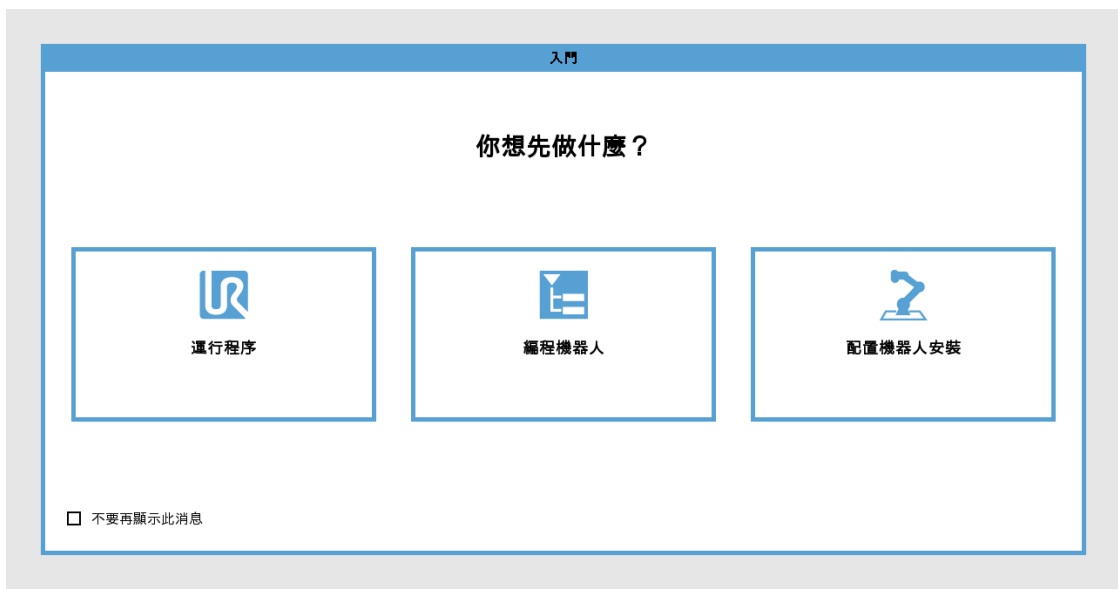 入門
你想先做什麼？
運行程序
編程機器人
配置機器人安裝
不要再顯示此消息